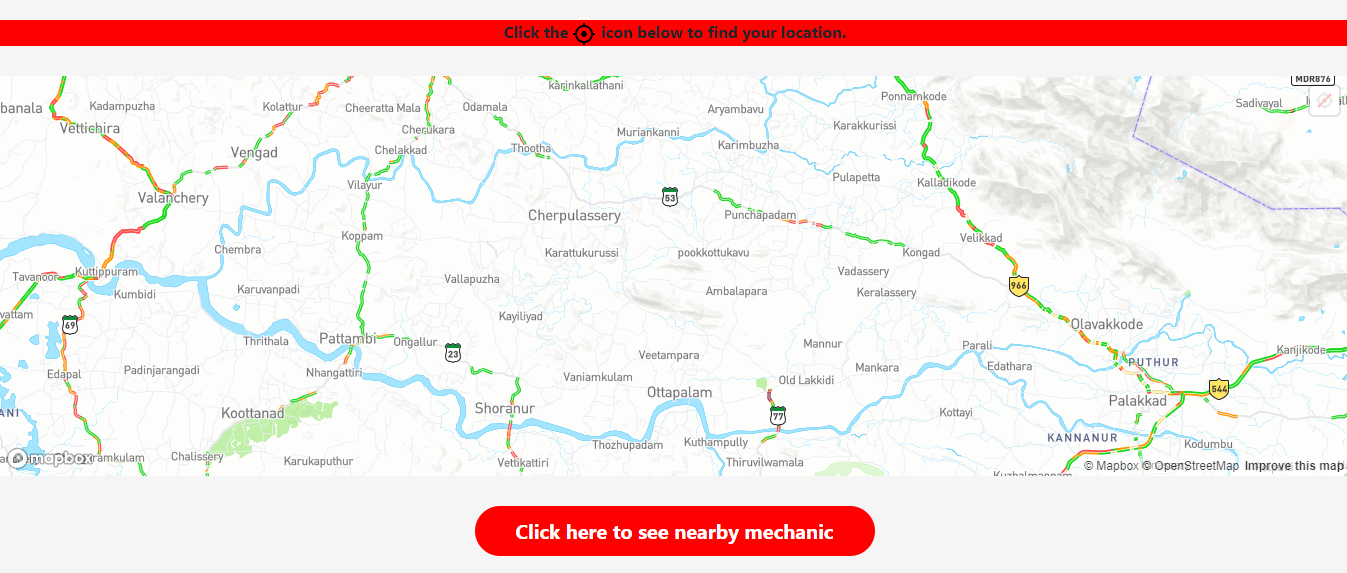 Click the icon below to find your location.
MDR876
karinkallathani
banala
Kadampuzha
Kolattur
Cheeratta Mala
Odamala
Aryambavu
Ponnamkode
Sadivayal
Vettichira
Cherukara
Muriankanni
Karakkurissi
Vengad
Chelakkad
Thootha
Karimbuzha
Vilayur
Pulapetta
Kalladikode
Valanchery
53
Cherpulassery
Punchapadam
Koppam
Velikkad
Chembra
Karattukurussi
pookkottukavu
Kongad
Tavanoor
Kuttippuram
Vallapuzha
Vadassery
Kumbidi
Karuvanpadi
Ambalapara
Keralassery
966
vattam
69
Kayiliyad
Olavakkode
Thrithala
Pattambi
Ongallur
23
Mannur
Parali
Kanjikode
Veetampara
PUTHUR
Edapal
Padinjarangadi
Nhangattiri
Vaniamkulam
Old Lakkidi
Mankara
Edathara
Ottapalam
544
Palakkad
ANI
Koottanad
Shoranur
77
Kottayi
KANNANUR
Thozhupadam
Kuthampully
Kodumbu
mapbox
ramkulam
Chalissery
Karukaputhur
Vettikattiri
Thiruvilwamala
Kuzhalmannam
© Mapbox © OpenStreetMap Improve this map
Click here to see nearby mechanic